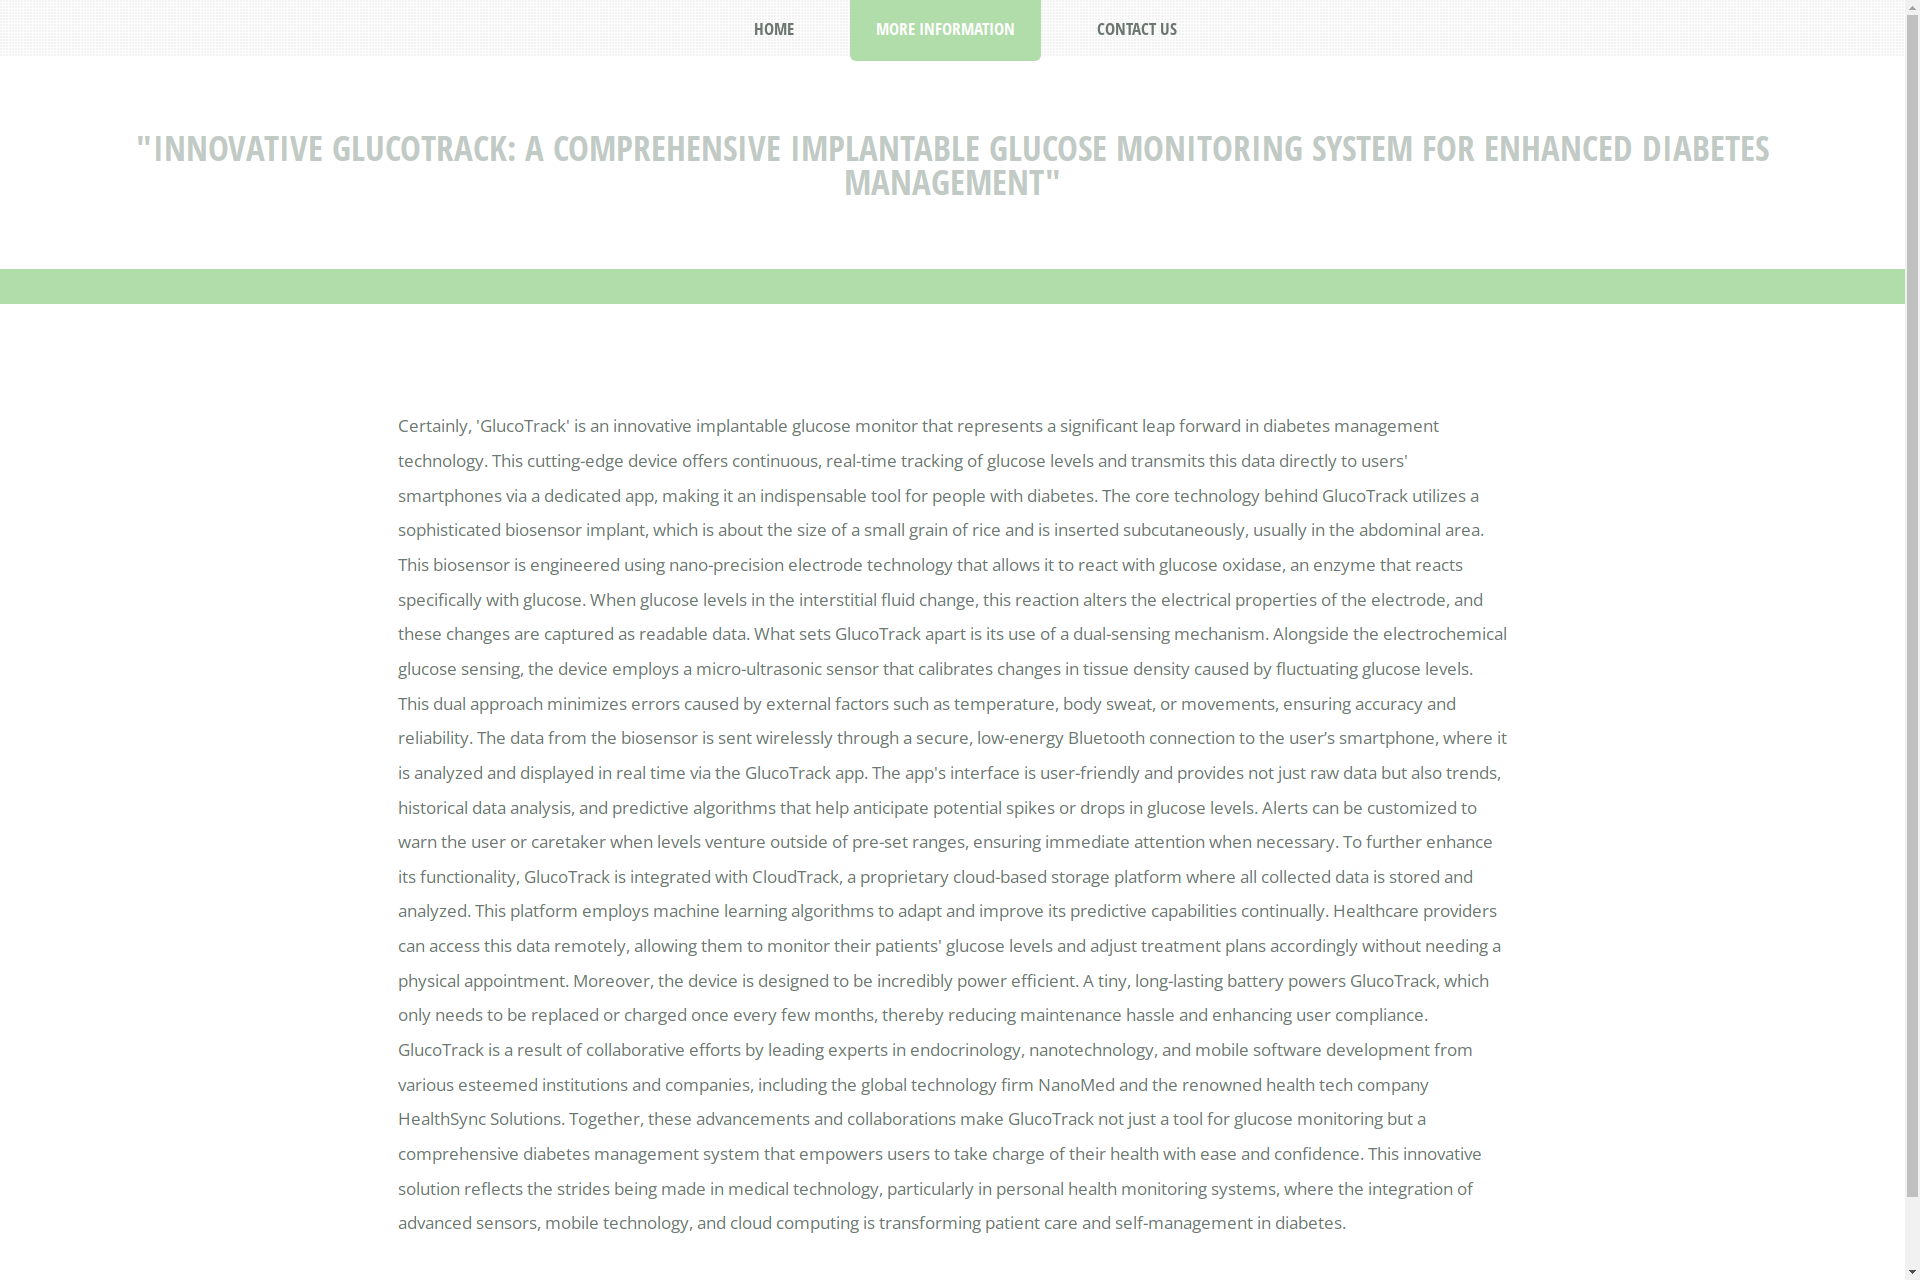 HOME
MORE INFORMATION
CONTACT US
"INNOVATIVE GLUCOTRACK: A COMPREHENSIVE IMPLANTABLE GLUCOSE MONITORING SYSTEM FOR ENHANCED DIABETES
MANAGEMENT"
Certainly, 'GlucoTrack' is an innovative implantable glucose monitor that represents a significant leap forward in diabetes management
technology. This cutting-edge device offers continuous, real-time tracking of glucose levels and transmits this data directly to users'
smartphones via a dedicated app, making it an indispensable tool for people with diabetes. The core technology behind GlucoTrack utilizes a
sophisticated biosensor implant, which is about the size of a small grain of rice and is inserted subcutaneously, usually in the abdominal area.
This biosensor is engineered using nano-precision electrode technology that allows it to react with glucose oxidase, an enzyme that reacts
specifically with glucose. When glucose levels in the interstitial fluid change, this reaction alters the electrical properties of the electrode, and
these changes are captured as readable data. What sets GlucoTrack apart is its use of a dual-sensing mechanism. Alongside the electrochemical
glucose sensing, the device employs a micro-ultrasonic sensor that calibrates changes in tissue density caused by fluctuating glucose levels.
This dual approach minimizes errors caused by external factors such as temperature, body sweat, or movements, ensuring accuracy and
reliability. The data from the biosensor is sent wirelessly through a secure, low-energy Bluetooth connection to the user’s smartphone, where it
is analyzed and displayed in real time via the GlucoTrack app. The app's interface is user-friendly and provides not just raw data but also trends,
historical data analysis, and predictive algorithms that help anticipate potential spikes or drops in glucose levels. Alerts can be customized to
warn the user or caretaker when levels venture outside of pre-set ranges, ensuring immediate attention when necessary. To further enhance
its functionality, GlucoTrack is integrated with CloudTrack, a proprietary cloud-based storage platform where all collected data is stored and
analyzed. This platform employs machine learning algorithms to adapt and improve its predictive capabilities continually. Healthcare providers
can access this data remotely, allowing them to monitor their patients' glucose levels and adjust treatment plans accordingly without needing a
physical appointment. Moreover, the device is designed to be incredibly power efficient. A tiny, long-lasting battery powers GlucoTrack, which
only needs to be replaced or charged once every few months, thereby reducing maintenance hassle and enhancing user compliance.
GlucoTrack is a result of collaborative efforts by leading experts in endocrinology, nanotechnology, and mobile software development from
various esteemed institutions and companies, including the global technology firm NanoMed and the renowned health tech company
HealthSync Solutions. Together, these advancements and collaborations make GlucoTrack not just a tool for glucose monitoring but a
comprehensive diabetes management system that empowers users to take charge of their health with ease and confidence. This innovative
solution reflects the strides being made in medical technology, particularly in personal health monitoring systems, where the integration of
advanced sensors, mobile technology, and cloud computing is transforming patient care and self-management in diabetes.